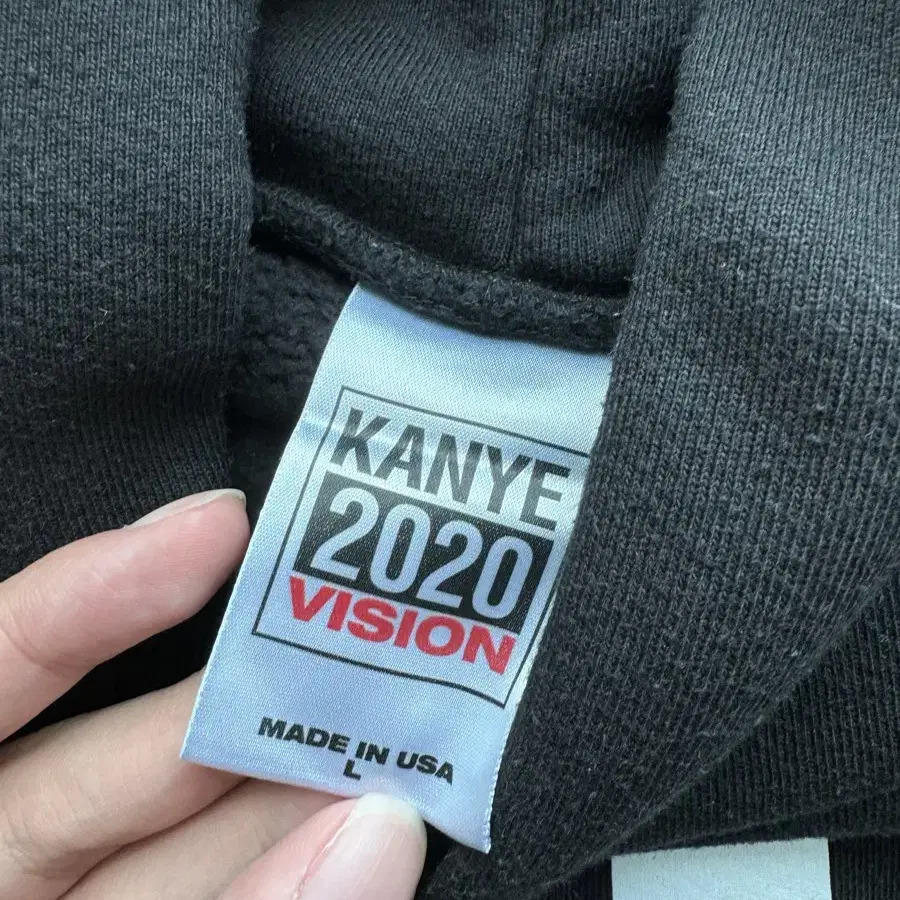 KANYE
2020
VISION
MADE IN USA
L